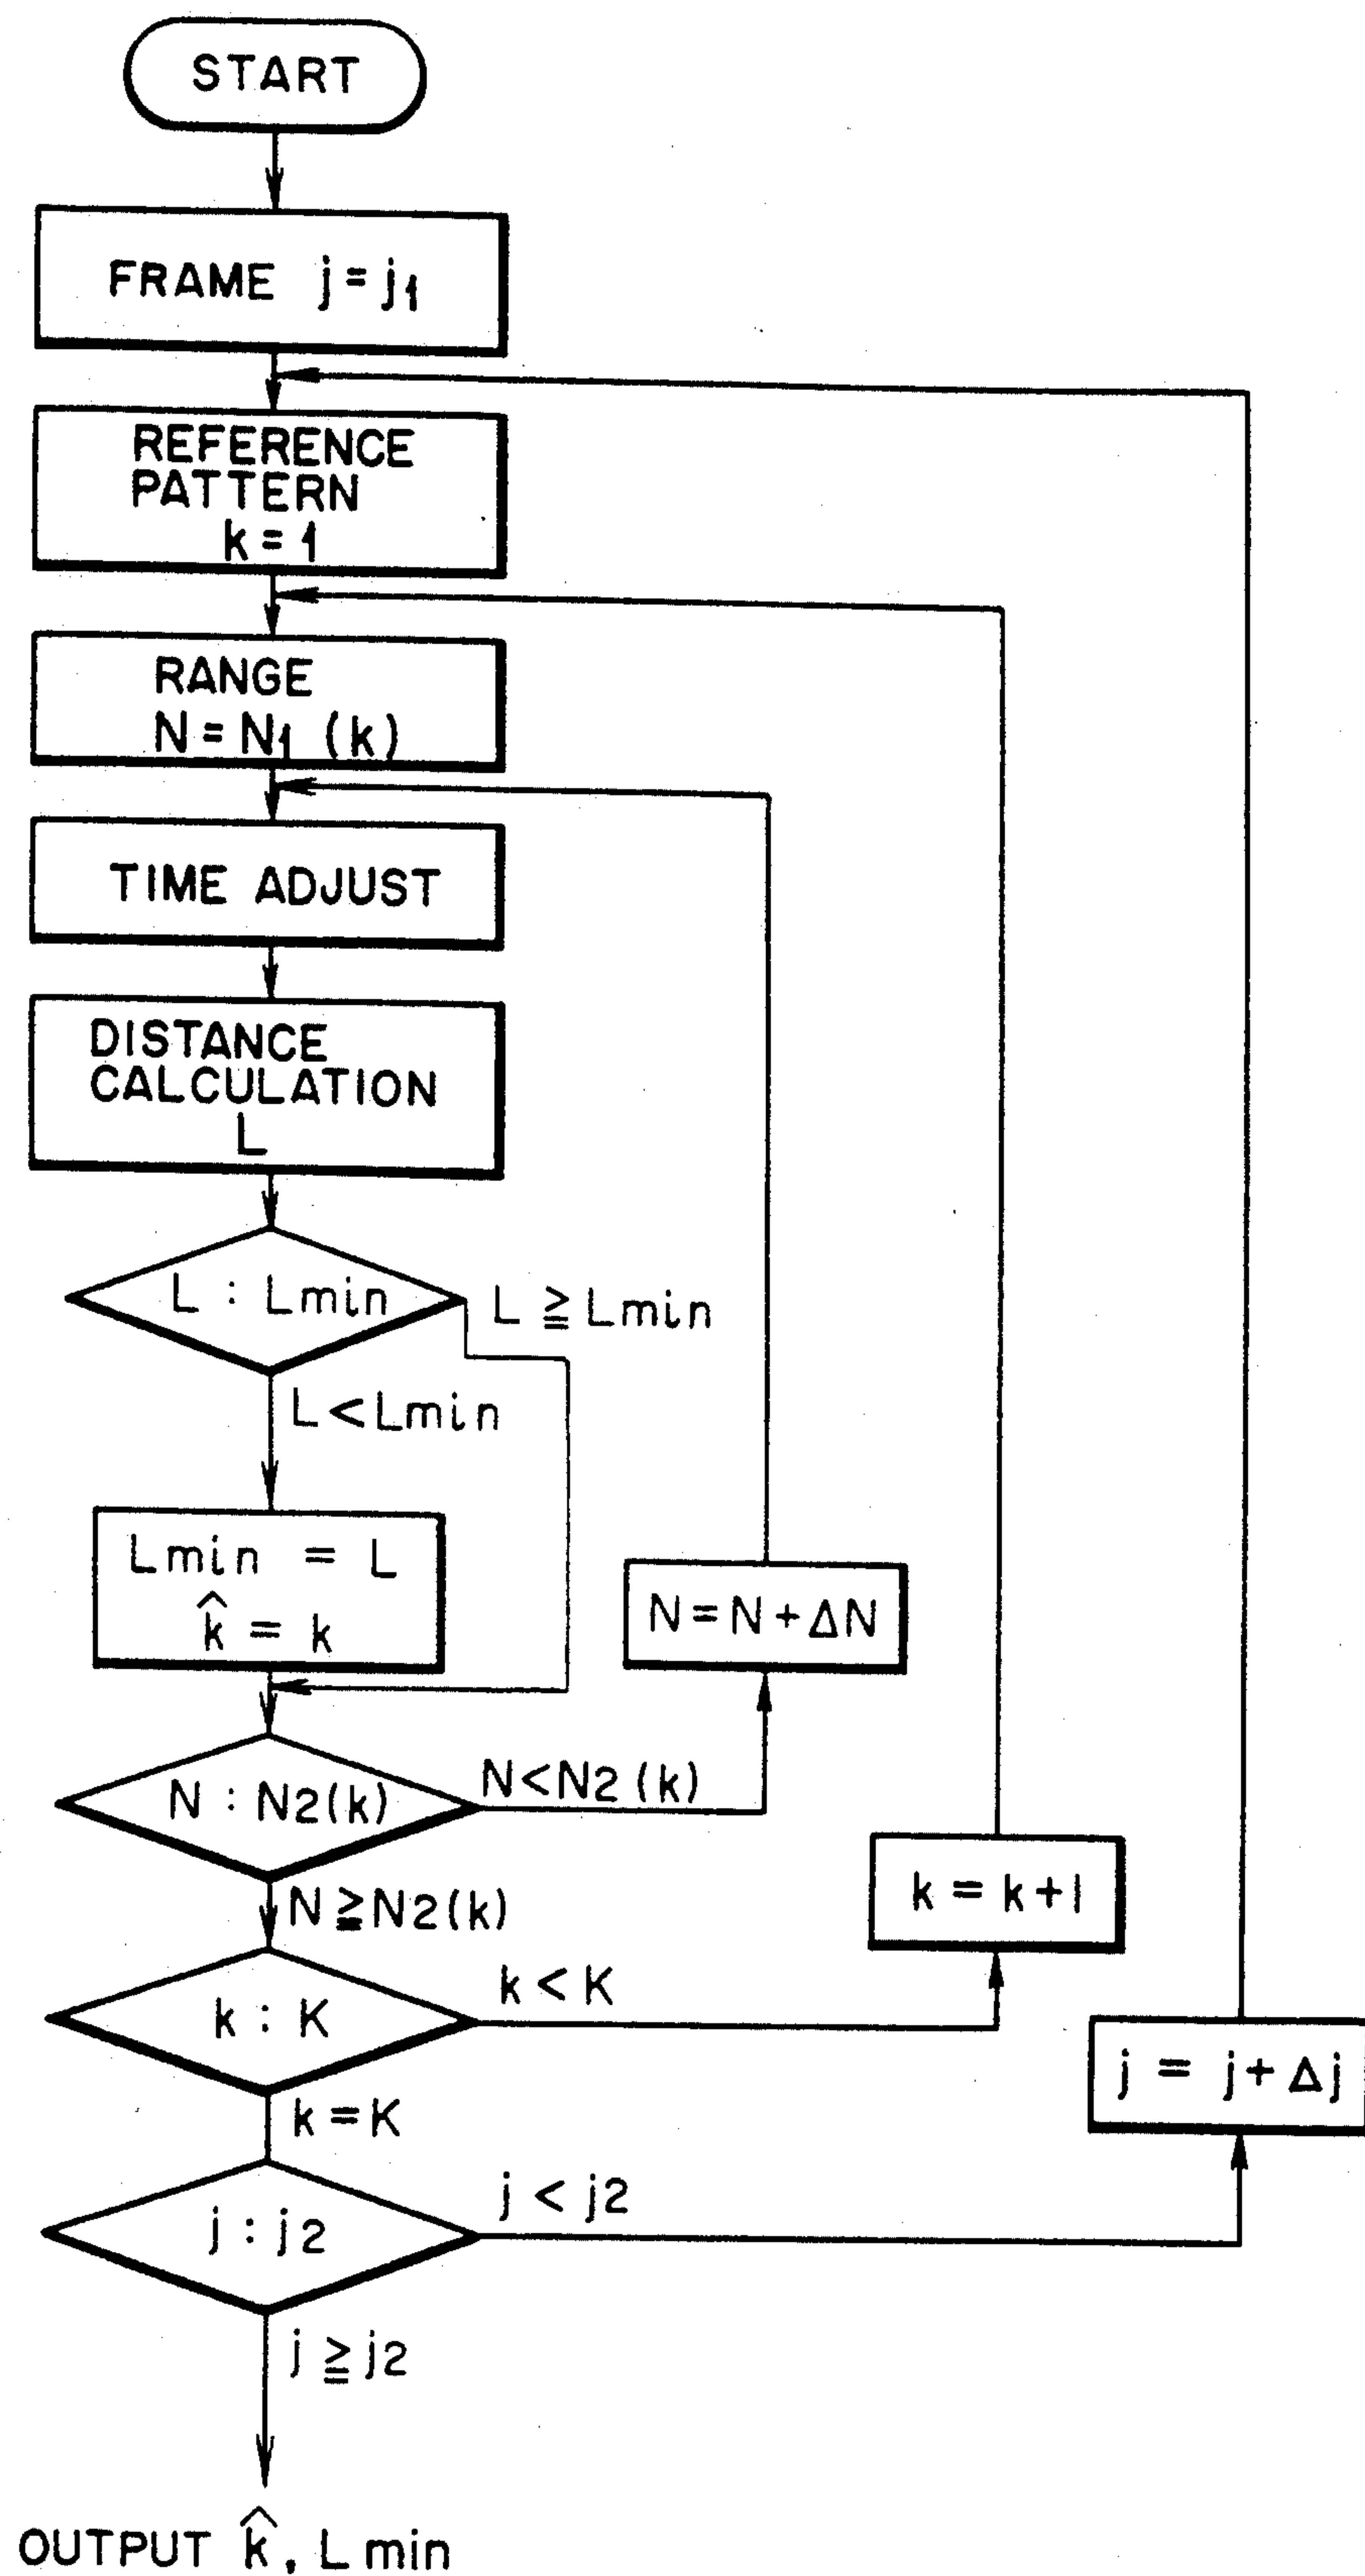 START
FRAME j = j1
REFERENCE
PATTERN
k = 1
RANGE
N = N1 (k)
TIME ADJUST
DISTANCE
CALCULATION
L
L : Lmin
L ≧ Lmin
L < Lmin
Lmin = L
k̂ = k
N = N + ΔN
N : N2(k)
N < N2 (k)
N ≧ N2(k)
k = k + 1
k : K
k < K
k = K
j = j + Δj
j : j2
j < j2
j ≧ j2
OUTPUT k̂, Lmin